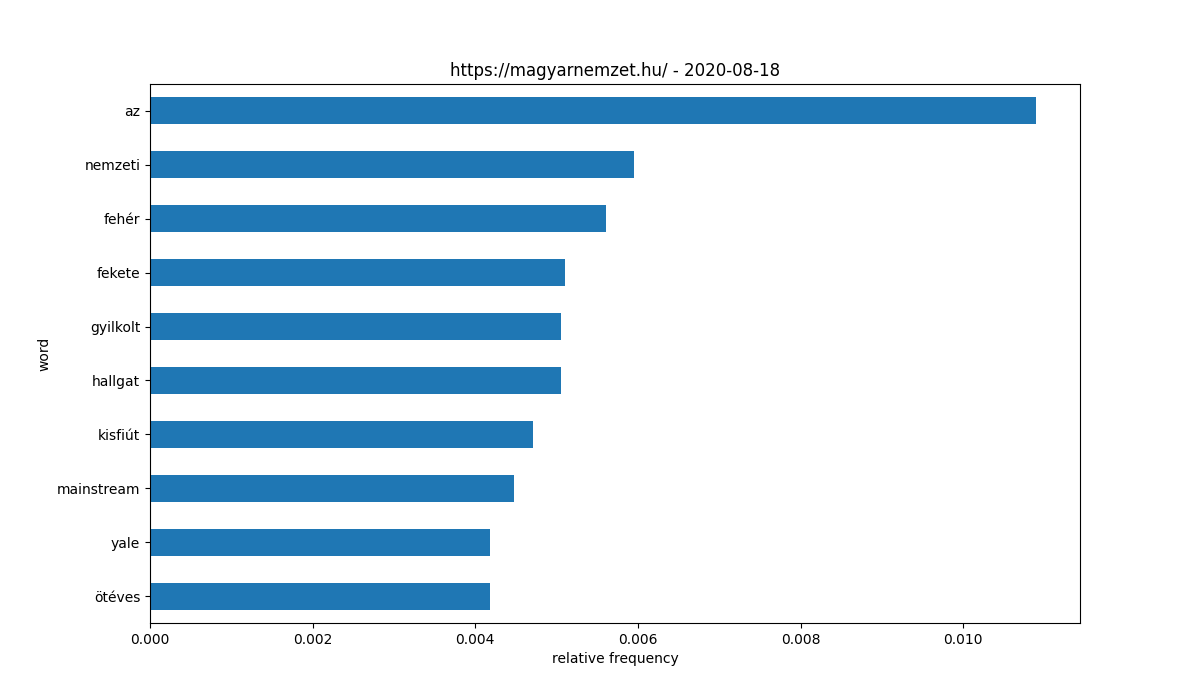 https://magyarnemzet.hu/ - 2020-08-18
az
nemzeti
fehér
fekete
gyilkolt
hallgat
kisfiút
mainstream
yale
ötéves
word
0.000 0.002 0.004 0.006 0.008 0.010
relative frequency